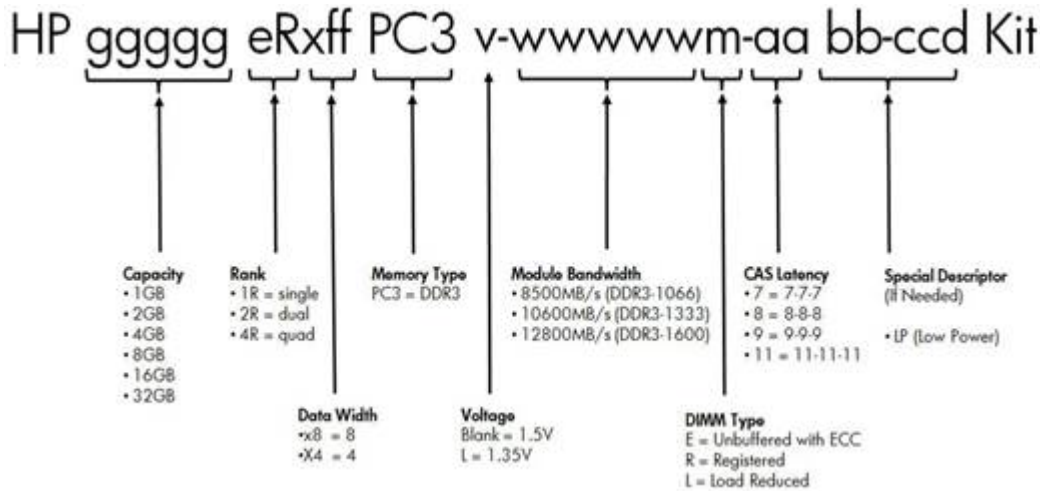 HP ggggg eRxff PC3 v-wwwwwm-aa bb-ccd Kit
Capacity
• 1GB
• 2GB
• 4GB
• 8GB
• 16GB
• 32GB
Rank
• 1R = single
• 2R = dual
• 4R = quad
Memory Type
PC3 = DDR3
Module Bandwidth
• 8500MB/s (DDR3-1066)
• 10600MB/s (DDR3-1333)
• 12800MB/s (DDR3-1600)
CAS Latency
• 7 = 7-7-7
• 8 = 8-8-8
• 9 = 9-9-9
• 11 = 11-11-11
Special Descriptor
(If Needed)
• LP (Low Power)
Data Width
•x8 = 8
•X4 = 4
Voltage
Blank = 1.5V
L = 1.35V
DIMM Type
E = Unbuffered with ECC
R = Registered
L = Load Reduced